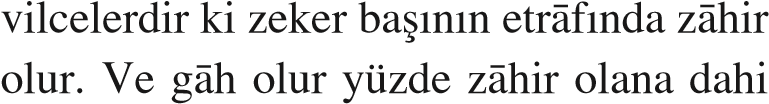 vilcelerdir ki zeker başının etrāfında zāhir
olur. Ve gāh olur yüzde zāhir olana dahi